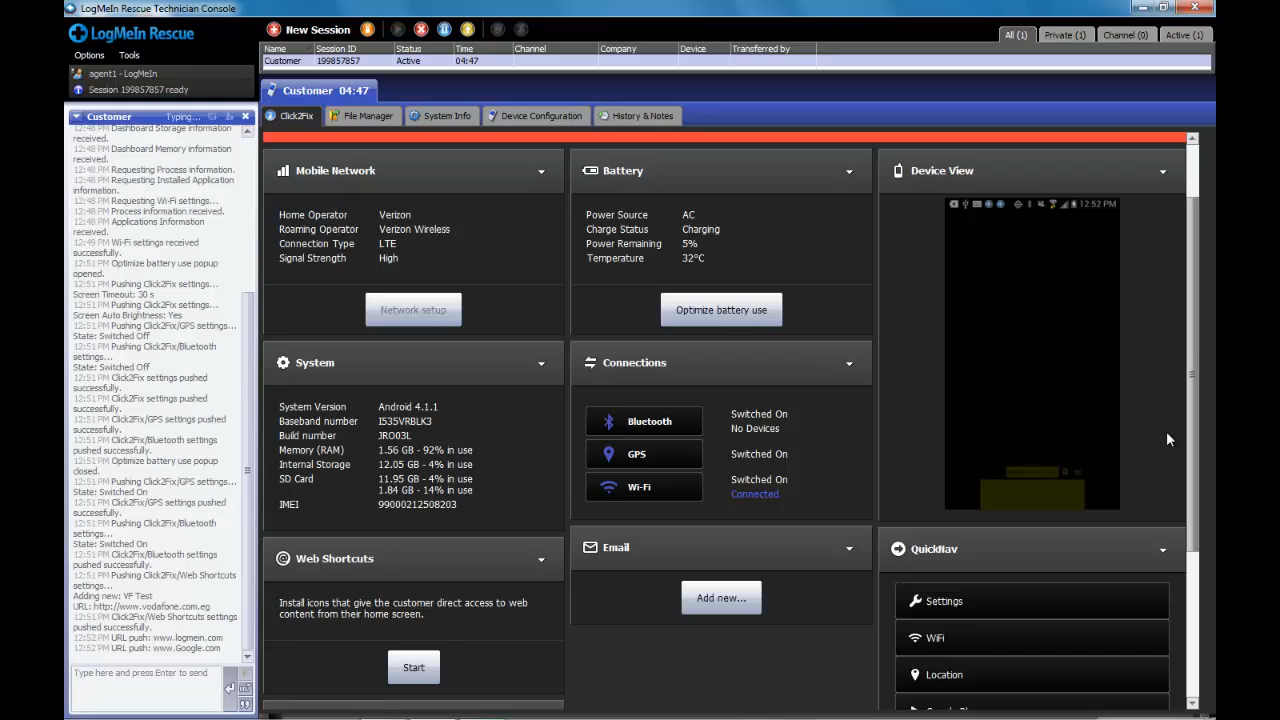 LogMeIn Rescue Technician Console
LogMeIn Rescue
Options Tools
agent1 - LogMeIn
Session 199857857 ready
New Session
All (1) Private (1) Channel (0) Active (1)
Name Session ID Status Time Channel Company Device Transferred by
Customer 199857857 Active 04:47
Customer 04:47
Click2Fix File Manager System Info Device Configuration History & Notes
Customer Typing...
12:48 PM Dashboard Storage information
received.
12:48 PM Dashboard Memory information
received.
12:48 PM Requesting Process information.
12:48 PM Requesting Installed Application
information.
12:48 PM Requesting Wi-Fi settings...
12:48 PM Process information received.
12:48 PM Applications Information
received.
12:49 PM Wi-Fi settings received
successfully.
12:51 PM Optimize battery use popup
opened.
12:51 PM Pushing Click2Fix settings...
Screen Timeout: 30 s
12:51 PM Pushing Click2Fix settings...
Screen Auto Brightness: Yes
12:51 PM Pushing Click2Fix/GPS settings...
State: Switched Off
12:51 PM Pushing Click2Fix/Bluetooth
settings...
State: Switched Off
12:51 PM Click2Fix settings pushed
successfully.
12:51 PM Click2Fix settings pushed
successfully.
12:51 PM Click2Fix/GPS settings pushed
successfully.
12:51 PM Click2Fix/Bluetooth settings
pushed successfully.
12:51 PM Optimize battery use popup
closed.
12:51 PM Pushing Click2Fix/GPS settings...
State: Switched On
12:51 PM Click2Fix/GPS settings pushed
successfully.
12:51 PM Pushing Click2Fix/Bluetooth
settings...
State: Switched On
12:51 PM Click2Fix/Bluetooth settings
pushed successfully.
12:51 PM Pushing Click2Fix/Web Shortcuts
settings...
Adding new: VF Test
URL: http://www.vodafone.com.eg
12:51 PM Click2Fix/Web Shortcuts settings
pushed successfully.
12:52 PM URL push: www.logmein.com
12:52 PM URL push: www.Google.com
Type here and press Enter to send
Mobile Network
Home Operator Verizon
Roaming Operator Verizon Wireless
Connection Type LTE
Signal Strength High
Network setup
System
System Version Android 4.1.1
Baseband number I535VRBLK3
Build number JRO03L
Memory (RAM) 1.56 GB - 92% in use
Internal Storage 12.05 GB - 4% in use
SD Card 11.95 GB - 4% in use
1.84 GB - 14% in use
IMEI 99000212508203
Web Shortcuts
Install icons that give the customer direct access to web
content from their home screen.
Start
Battery
Power Source AC
Charge Status Charging
Power Remaining 5%
Temperature 32°C
Optimize battery use
Connections
Bluetooth Switched On
No Devices
GPS Switched On
Wi-Fi Switched On
Connected
Email
Add new...
Device View
12:52 PM
QuickNav
Settings
WiFi
Location